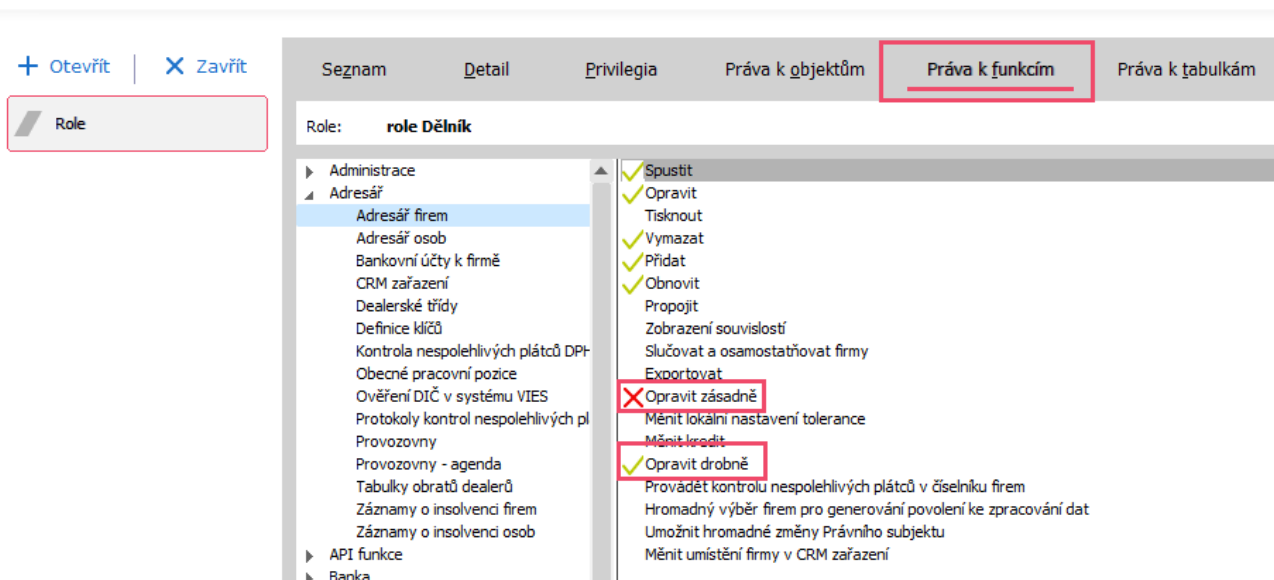 Otevřít
Zavřít
Seznam
Detail
Privilegia
Práva k objektům
Práva k funkcím
Práva k tabulkám
Role
Role: role Dělník
Administrace
Adresář
Adresář firem
Adresář osob
Bankovní účty k firmě
CRM zařazení
Dealerské třídy
Definice klíčů
Kontrola nespolehlivých plátců DPH
Obecné pracovní pozice
Ověření DIČ v systému VIES
Protokoly kontrol nespolehlivých pl
Provozovny
Provozovny - agenda
Tabulky obratů dealerů
Záznamy o insolvenci firem
Záznamy o insolvenci osob
API funkce
Banka
Spustit
Opravit
Tisknout
Vymazat
Přidat
Obnovit
Propojit
Zobrazení souvislostí
Slučovat a osamostatňovat firmy
Exportovat
Opravit zásadně
Měnit lokální nastavení tolerance
Měnit kredit
Opravit drobně
Provádět kontrolu nespolehlivých plátců v číselníku firem
Hromadný výběr firem pro generování povolení ke zpracování dat
Umožnit hromadné změny Právního subjektu
Měnit umístění firmy v CRM zařazení